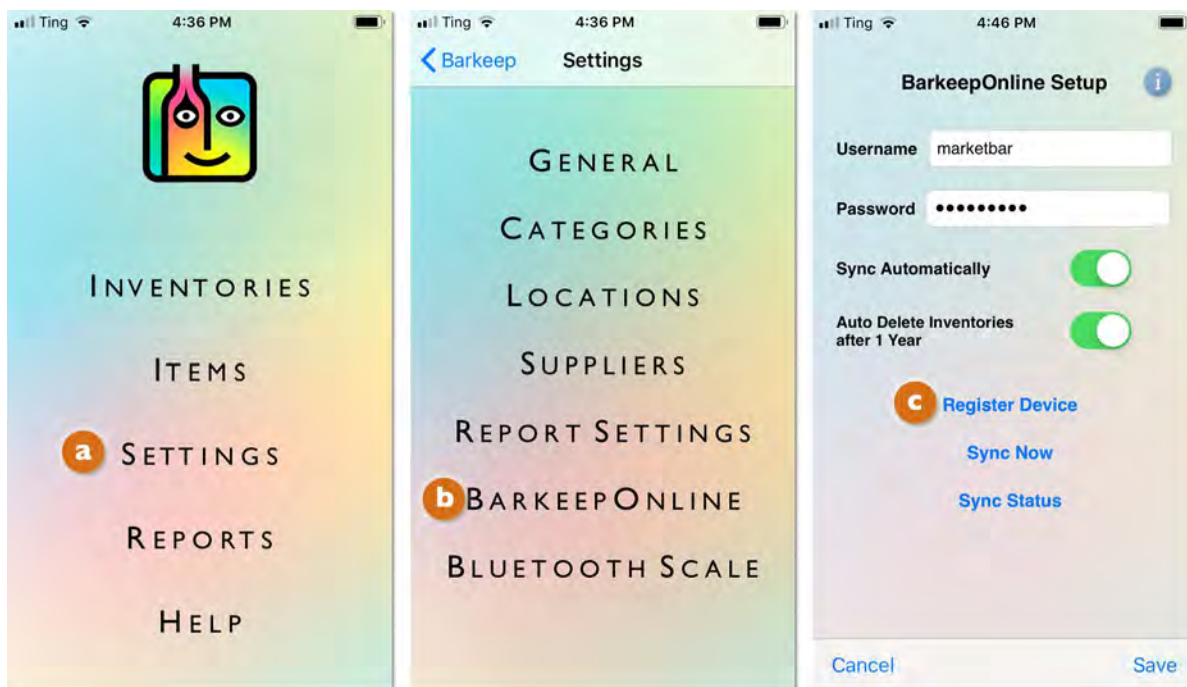 Ting 4:36 PM
INVENTORIES
ITEMS
a SETTINGS
REPORTS
HELP
Ting 4:36 PM
Barkeep Settings
GENERAL
CATEGORIES
LOCATIONS
SUPPLIERS
REPORT SETTINGS
b BARKEEPONLINE
BLUETOOTH SCALE
Ting 4:46 PM
BarkeepOnline Setup i
Username marketbar
Password •••••••••
Sync Automatically
Auto Delete Inventories
after 1 Year
c Register Device
Sync Now
Sync Status
Cancel Save